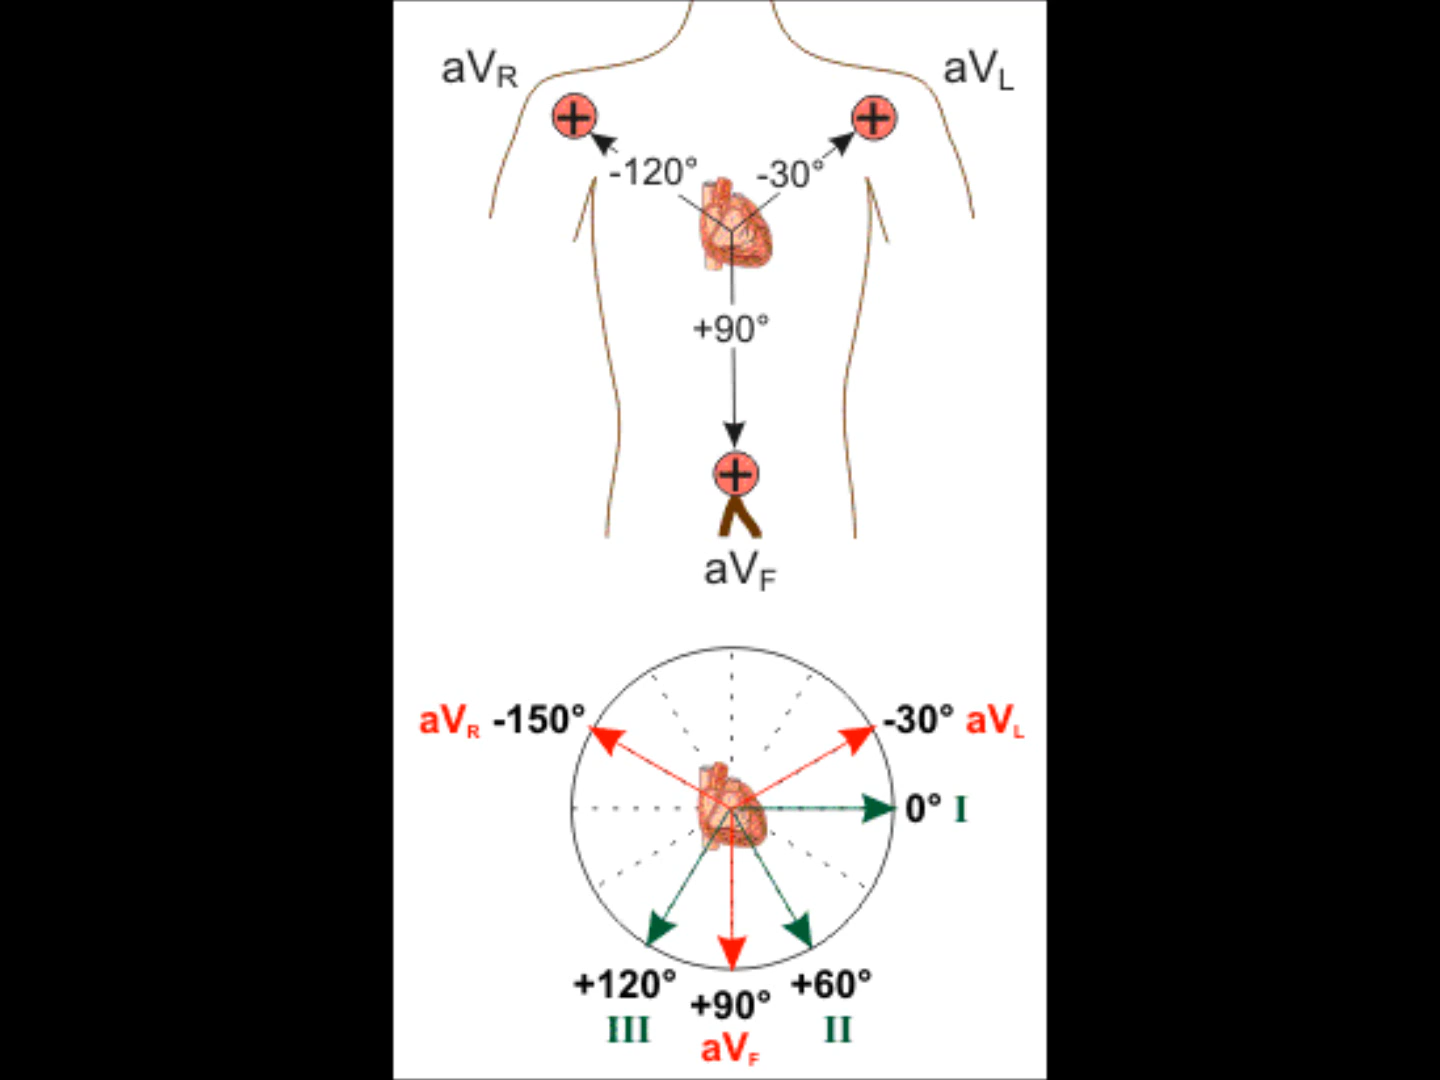 aVR aVL
-120° -30°
+90°
aVF
aVR -150° -30° aVL
0° I
+120° +90° +60°
III aVF II